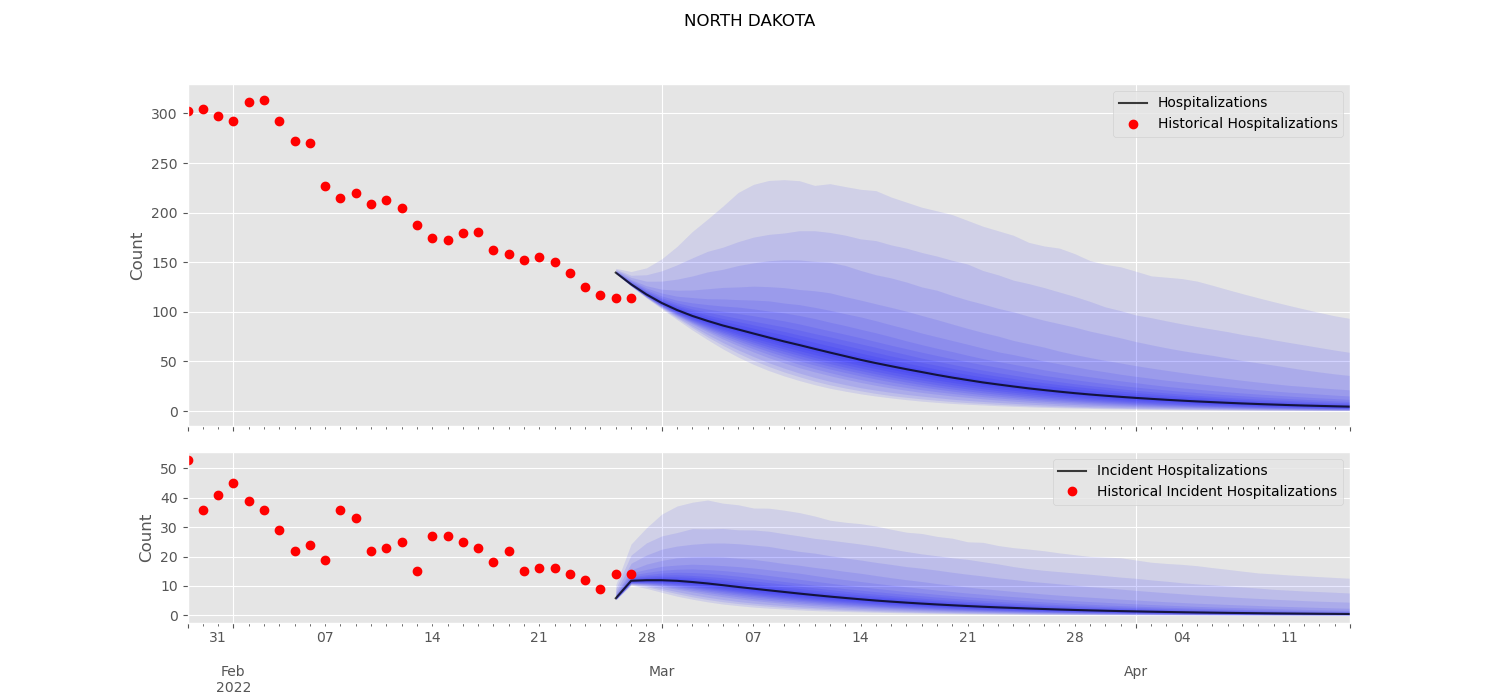 NORTH DAKOTA
300
250
200
150
100
50
0
Count
Hospitalizations
Historical Hospitalizations
50
40
30
20
10
0
Count
Incident Hospitalizations
Historical Incident Hospitalizations
31 07 14 21 28 07 14 21 28 04 11
Feb Mar Apr
2022